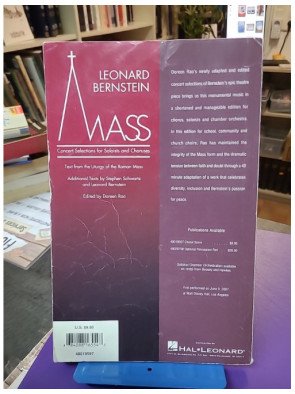 LEONARD
BERNSTEIN
MASS
Concert Selections for Soloists and Choruses
Text from the Liturgy of the Roman Mass
Additional Texts by Stephen Schwartz
and Leonard Bernstein
Edited by Doreen Rao
Doreen Rao's newly adapted and edited
concert selections of Bernstein's epic theatre
piece brings us this monumental music in
a shortened and manageable edition for
chorus, soloists and chamber orchestra.
In this edition for school, community and
church choirs, Rao has maintained the
integrity of the Mass form and the dramatic
tension between faith and doubt through a 40
minute adaptation of a work that celebrates
diversity, inclusion and Bernstein's passion
for peace.
Publications Available
Choral Score
First performed on June 3, 2007
at Walt Disney Hall, Los Angeles
U.S. $9.95
HAL•LEONARD